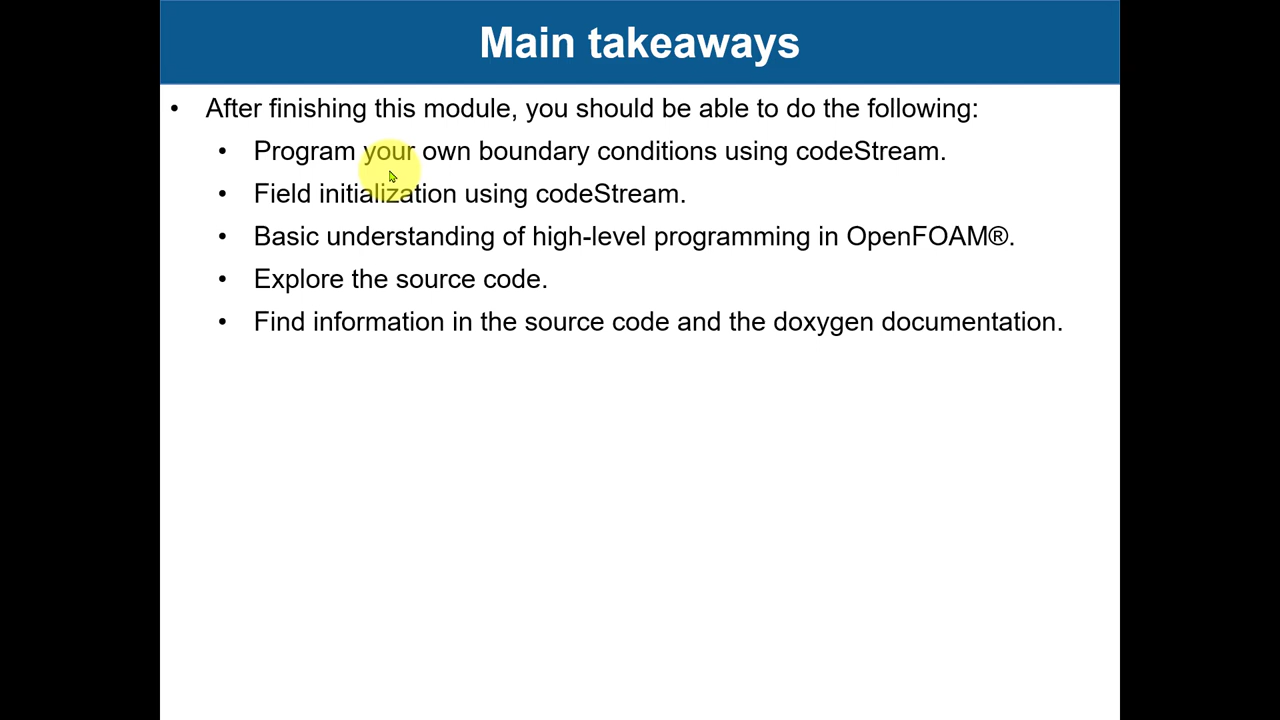 Main takeaways
• After finishing this module, you should be able to do the following:
• Program your own boundary conditions using codeStream.
• Field initialization using codeStream.
• Basic understanding of high-level programming in OpenFOAM®.
• Explore the source code.
• Find information in the source code and the doxygen documentation.